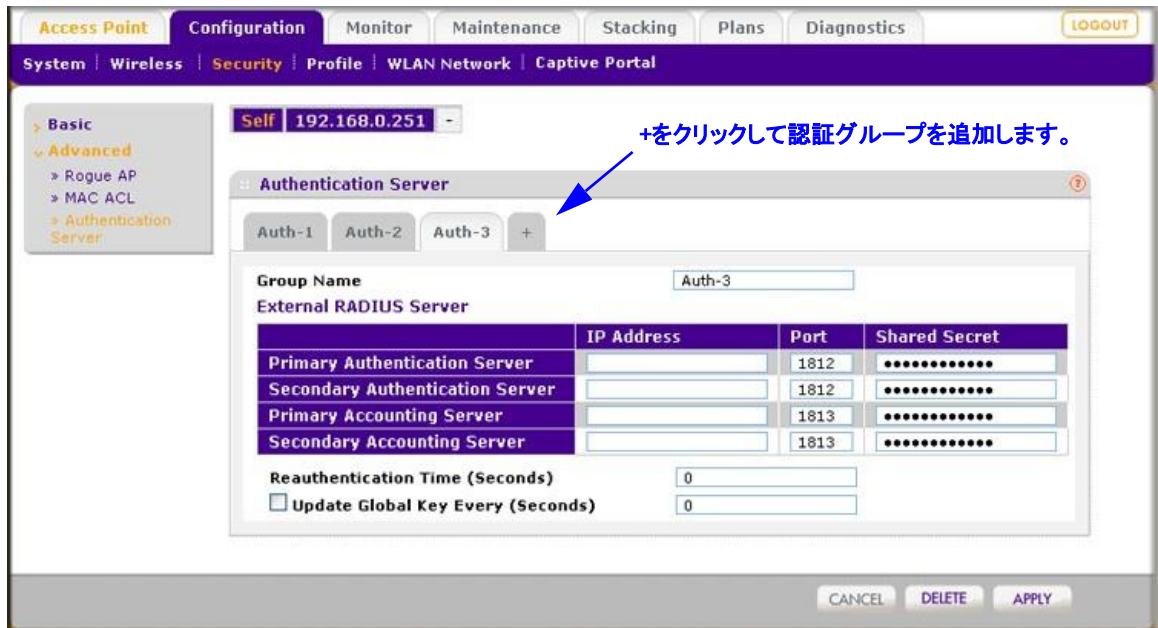 Access Point Configuration Monitor Maintenance Stacking Plans Diagnostics LOGOUT
System Wireless Security Profile WLAN Network Captive Portal
Basic
Advanced
» Rogue AP
» MAC ACL
» Authentication
Server
Self 192.168.0.251 -
+をクリックして認証グループを追加します。
Authentication Server ?
Auth-1 Auth-2 Auth-3 +
Group Name Auth-3
External RADIUS Server
IP Address Port Shared Secret
Primary Authentication Server 1812 ••••••••••••
Secondary Authentication Server 1812 ••••••••••••
Primary Accounting Server 1813 ••••••••••••
Secondary Accounting Server 1813 ••••••••••••
Reauthentication Time (Seconds) 0
Update Global Key Every (Seconds) 0
CANCEL DELETE APPLY